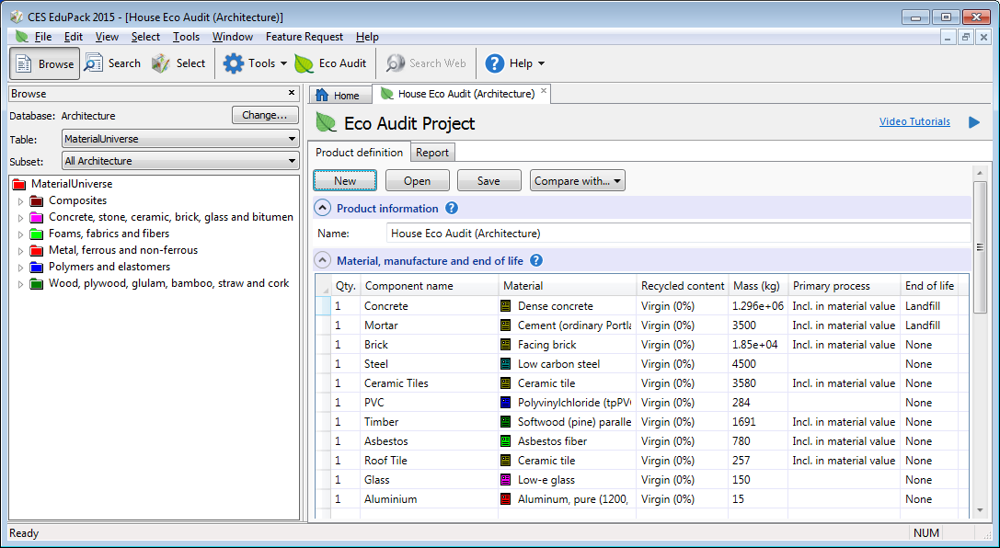 CES EduPack 2015 - [House Eco Audit (Architecture)]
File Edit View Select Tools Window Feature Request Help
Browse Search Select Tools Eco Audit Search Web Help
Browse
Database: Architecture Change...
Table: MaterialUniverse
Subset: All Architecture
MaterialUniverse
Composites
Concrete, stone, ceramic, brick, glass and bitumen
Foams, fabrics and fibers
Metal, ferrous and non-ferrous
Polymers and elastomers
Wood, plywood, glulam, bamboo, straw and cork
Home House Eco Audit (Architecture)
Eco Audit Project Video Tutorials
Product definition Report
New Open Save Compare with...
Product information ?
Name: House Eco Audit (Architecture)
Material, manufacture and end of life ?
Qty. Component name Material Recycled content Mass (kg) Primary process End of life
1 Concrete Dense concrete Virgin (0%) 1.296e+06 Incl. in material value Landfill
1 Mortar Cement (ordinary Portla Virgin (0%) 3500 Incl. in material value Landfill
1 Brick Facing brick Virgin (0%) 1.85e+04 Incl. in material value None
1 Steel Low carbon steel Virgin (0%) 4500 None
1 Ceramic Tiles Ceramic tile Virgin (0%) 3580 Incl. in material value None
1 PVC Polyvinylchloride (tpPVC Virgin (0%) 284 None
1 Timber Softwood (pine) paralle Virgin (0%) 1691 Incl. in material value None
1 Asbestos Asbestos fiber Virgin (0%) 780 Incl. in material value None
1 Roof Tile Ceramic tile Virgin (0%) 257 Incl. in material value None
1 Glass Low-e glass Virgin (0%) 150 None
1 Aluminium Aluminum, pure (1200, Virgin (0%) 15 None
Ready NUM